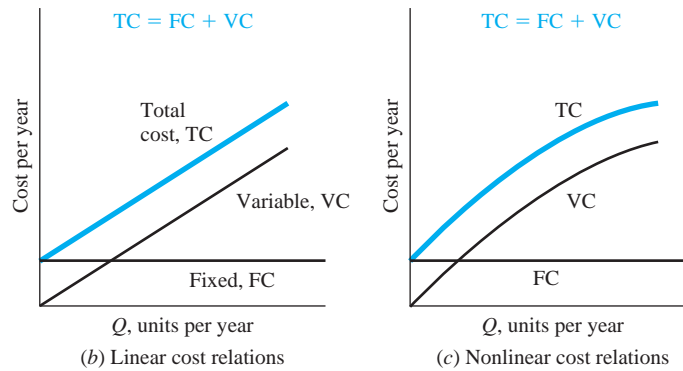 TC = FC + VC
Cost per year
Total
cost, TC
Variable, VC
Fixed, FC
Q, units per year
(b) Linear cost relations
TC = FC + VC
Cost per year
TC
VC
FC
Q, units per year
(c) Nonlinear cost relations